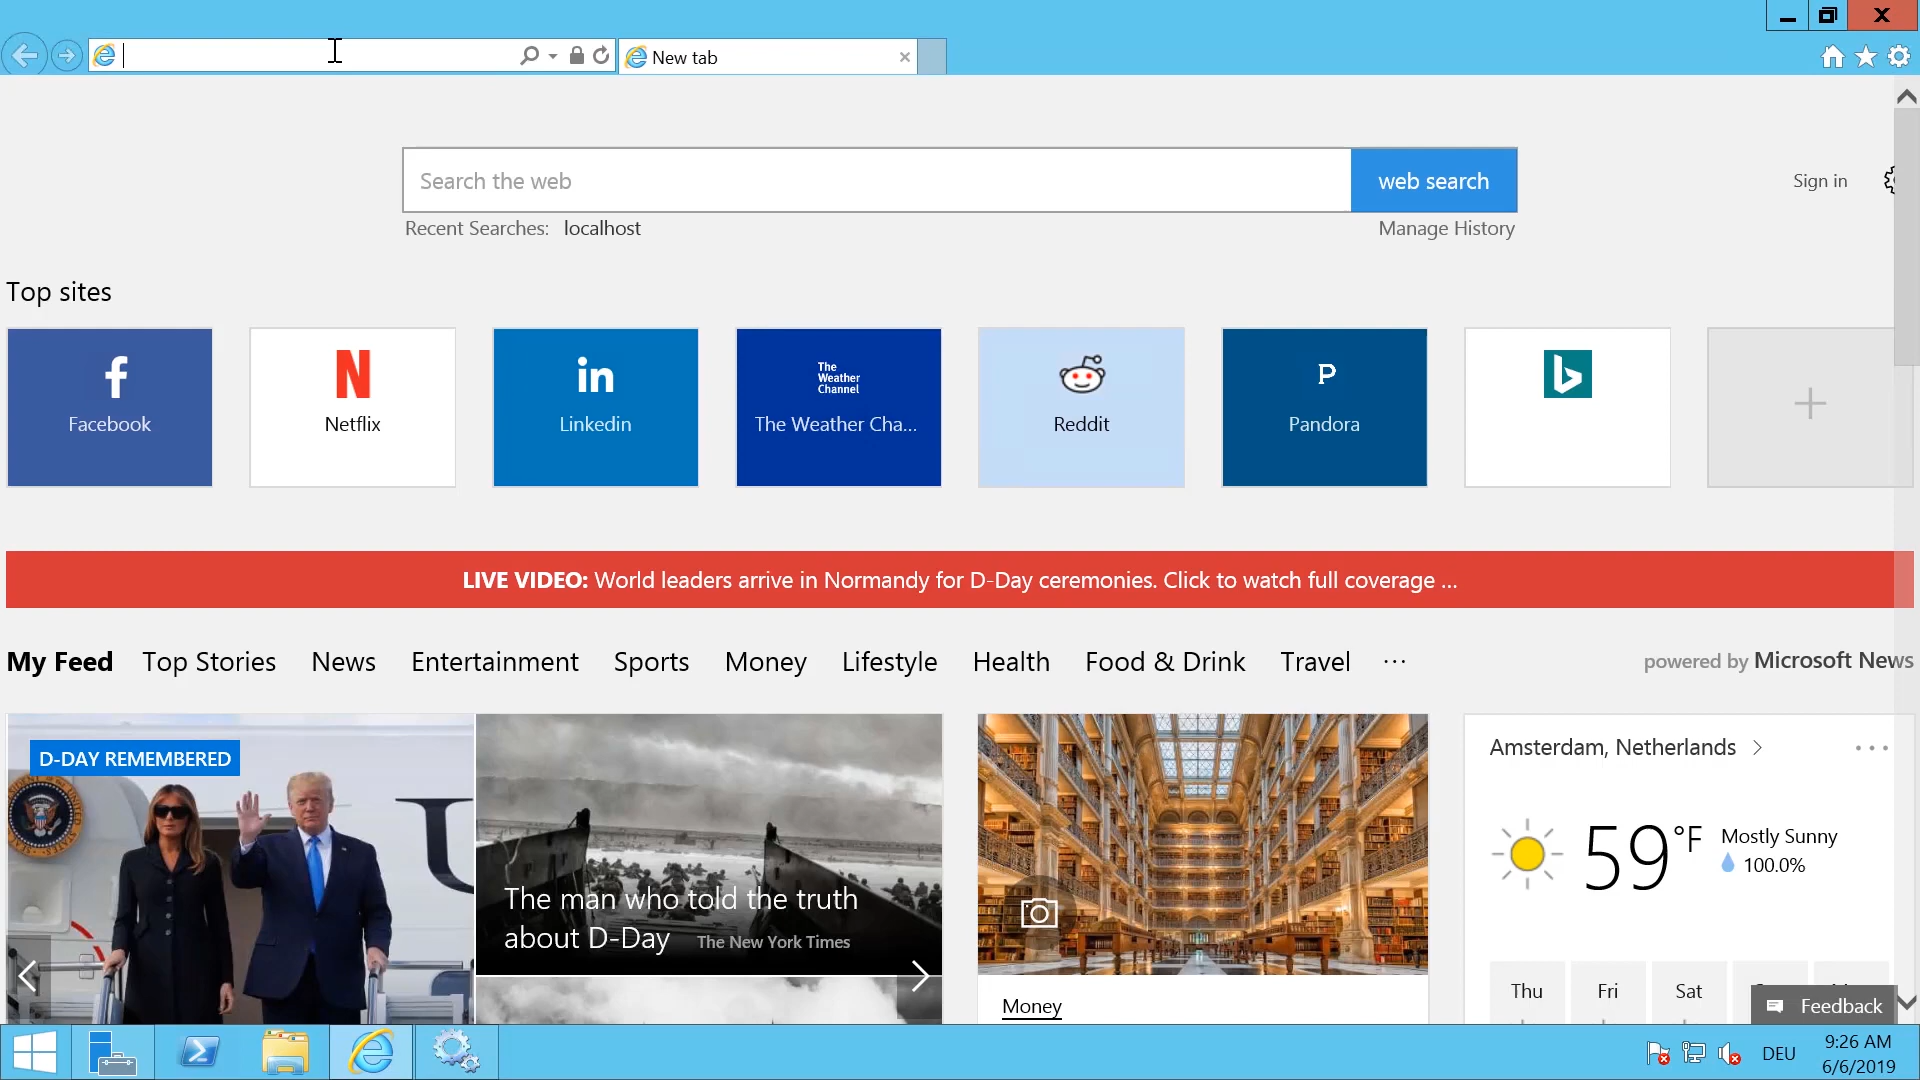 New tab
Search the web
web search
Sign in
Recent Searches: localhost
Manage History
Top sites
Facebook
Netflix
Linkedin
The
Weather
Channel
The Weather Cha...
Reddit
P
Pandora
LIVE VIDEO: World leaders arrive in Normandy for D-Day ceremonies. Click to watch full coverage ...
My Feed Top Stories News Entertainment Sports Money Lifestyle Health Food & Drink Travel ...
powered by Microsoft News
D-DAY REMEMBERED
The man who told the truth
about D-Day The New York Times
Money
Amsterdam, Netherlands
59°F
Mostly Sunny
100.0%
Thu Fri Sat
Feedback
DEU
9:26 AM
6/6/2019